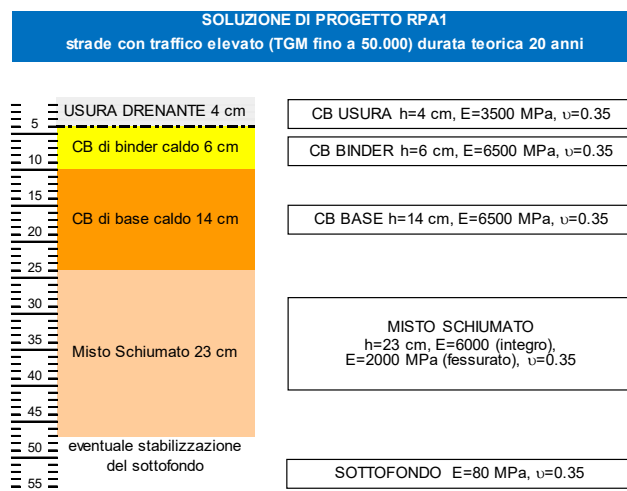 SOLUZIONE DI PROGETTO RPA1
strade con traffico elevato (TGM fino a 50.000) durata teorica 20 anni
USURA DRENANTE 4 cm
CB USURA h=4 cm, E=3500 MPa, υ=0.35
5
CB di binder caldo 6 cm
CB BINDER h=6 cm, E=6500 MPa, υ=0.35
10
15
CB di base caldo 14 cm
CB BASE h=14 cm, E=6500 MPa, υ=0.35
20
25
30
MISTO SCHIUMATO
h=23 cm, E=6000 (integro),
E=2000 MPa (fessurato), υ=0.35
35
Misto Schiumato 23 cm
40
45
50
eventuale stabilizzazione
del sottofondo
SOTTOFONDO E=80 MPa, υ=0.35
55